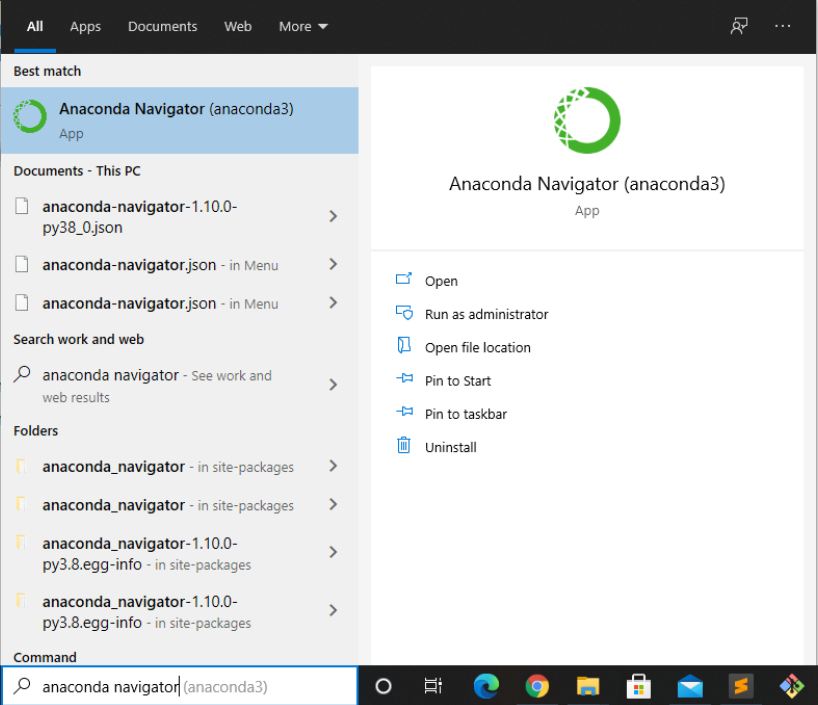 All Apps Documents Web More
Best match
Anaconda Navigator (anaconda3)
App
Documents - This PC
anaconda-navigator-1.10.0-
py38_0.json
anaconda-navigator.json - in Menu
anaconda-navigator.json - in Menu
Search work and web
anaconda navigator - See work and
web results
Folders
anaconda_navigator - in site-packages
anaconda_navigator - in site-packages
anaconda_navigator-1.10.0-
py3.8.egg-info - in site-packages
anaconda_navigator-1.10.0-
py3.8.egg-info - in site-packages
Command
anaconda navigator (anaconda3)
Anaconda Navigator (anaconda3)
App
Open
Run as administrator
Open file location
Pin to Start
Pin to taskbar
Uninstall